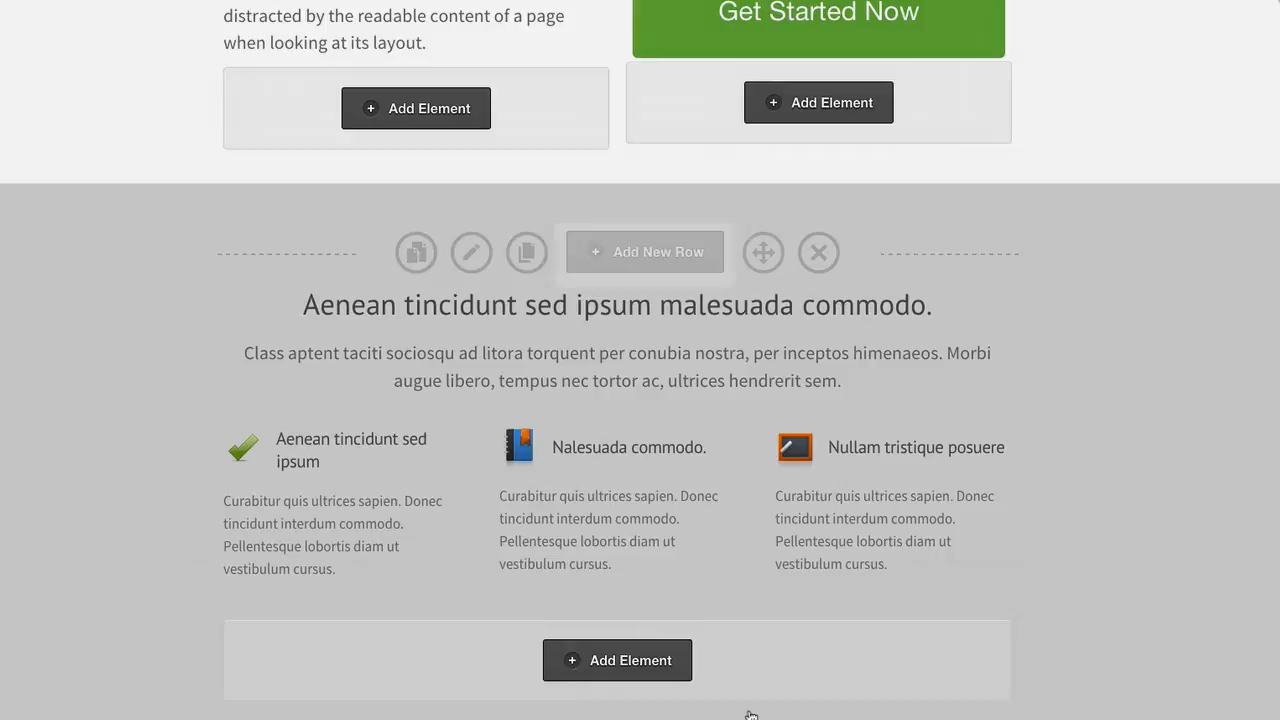 distracted by the readable content of a page
when looking at its layout.
Get Started Now
Add Element
Add Element
Add New Row
Aenean tincidunt sed ipsum malesuada commodo.
Class aptent taciti sociosqu ad litora torquent per conubia nostra, per inceptos himenaeos. Morbi
augue libero, tempus nec tortor ac, ultrices hendrerit sem.
Aenean tincidunt sed
ipsum
Curabitur quis ultrices sapien. Donec
tincidunt interdum commodo.
Pellentesque lobortis diam ut
vestibulum cursus.
Nalesuada commodo.
Curabitur quis ultrices sapien. Donec
tincidunt interdum commodo.
Pellentesque lobortis diam ut
vestibulum cursus.
Nullam tristique posuere
Curabitur quis ultrices sapien. Donec
tincidunt interdum commodo.
Pellentesque lobortis diam ut
vestibulum cursus.
Add Element